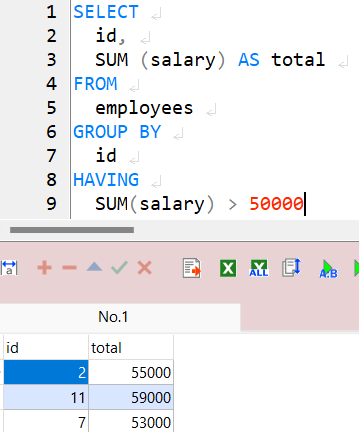 1 SELECT
2 id,
3 SUM (salary) AS total
4 FROM
5 employees
6 GROUP BY
7 id
8 HAVING
9 SUM(salary) > 50000
a
ALL
A:B
No.1
id total
2 55000
11 59000
7 53000